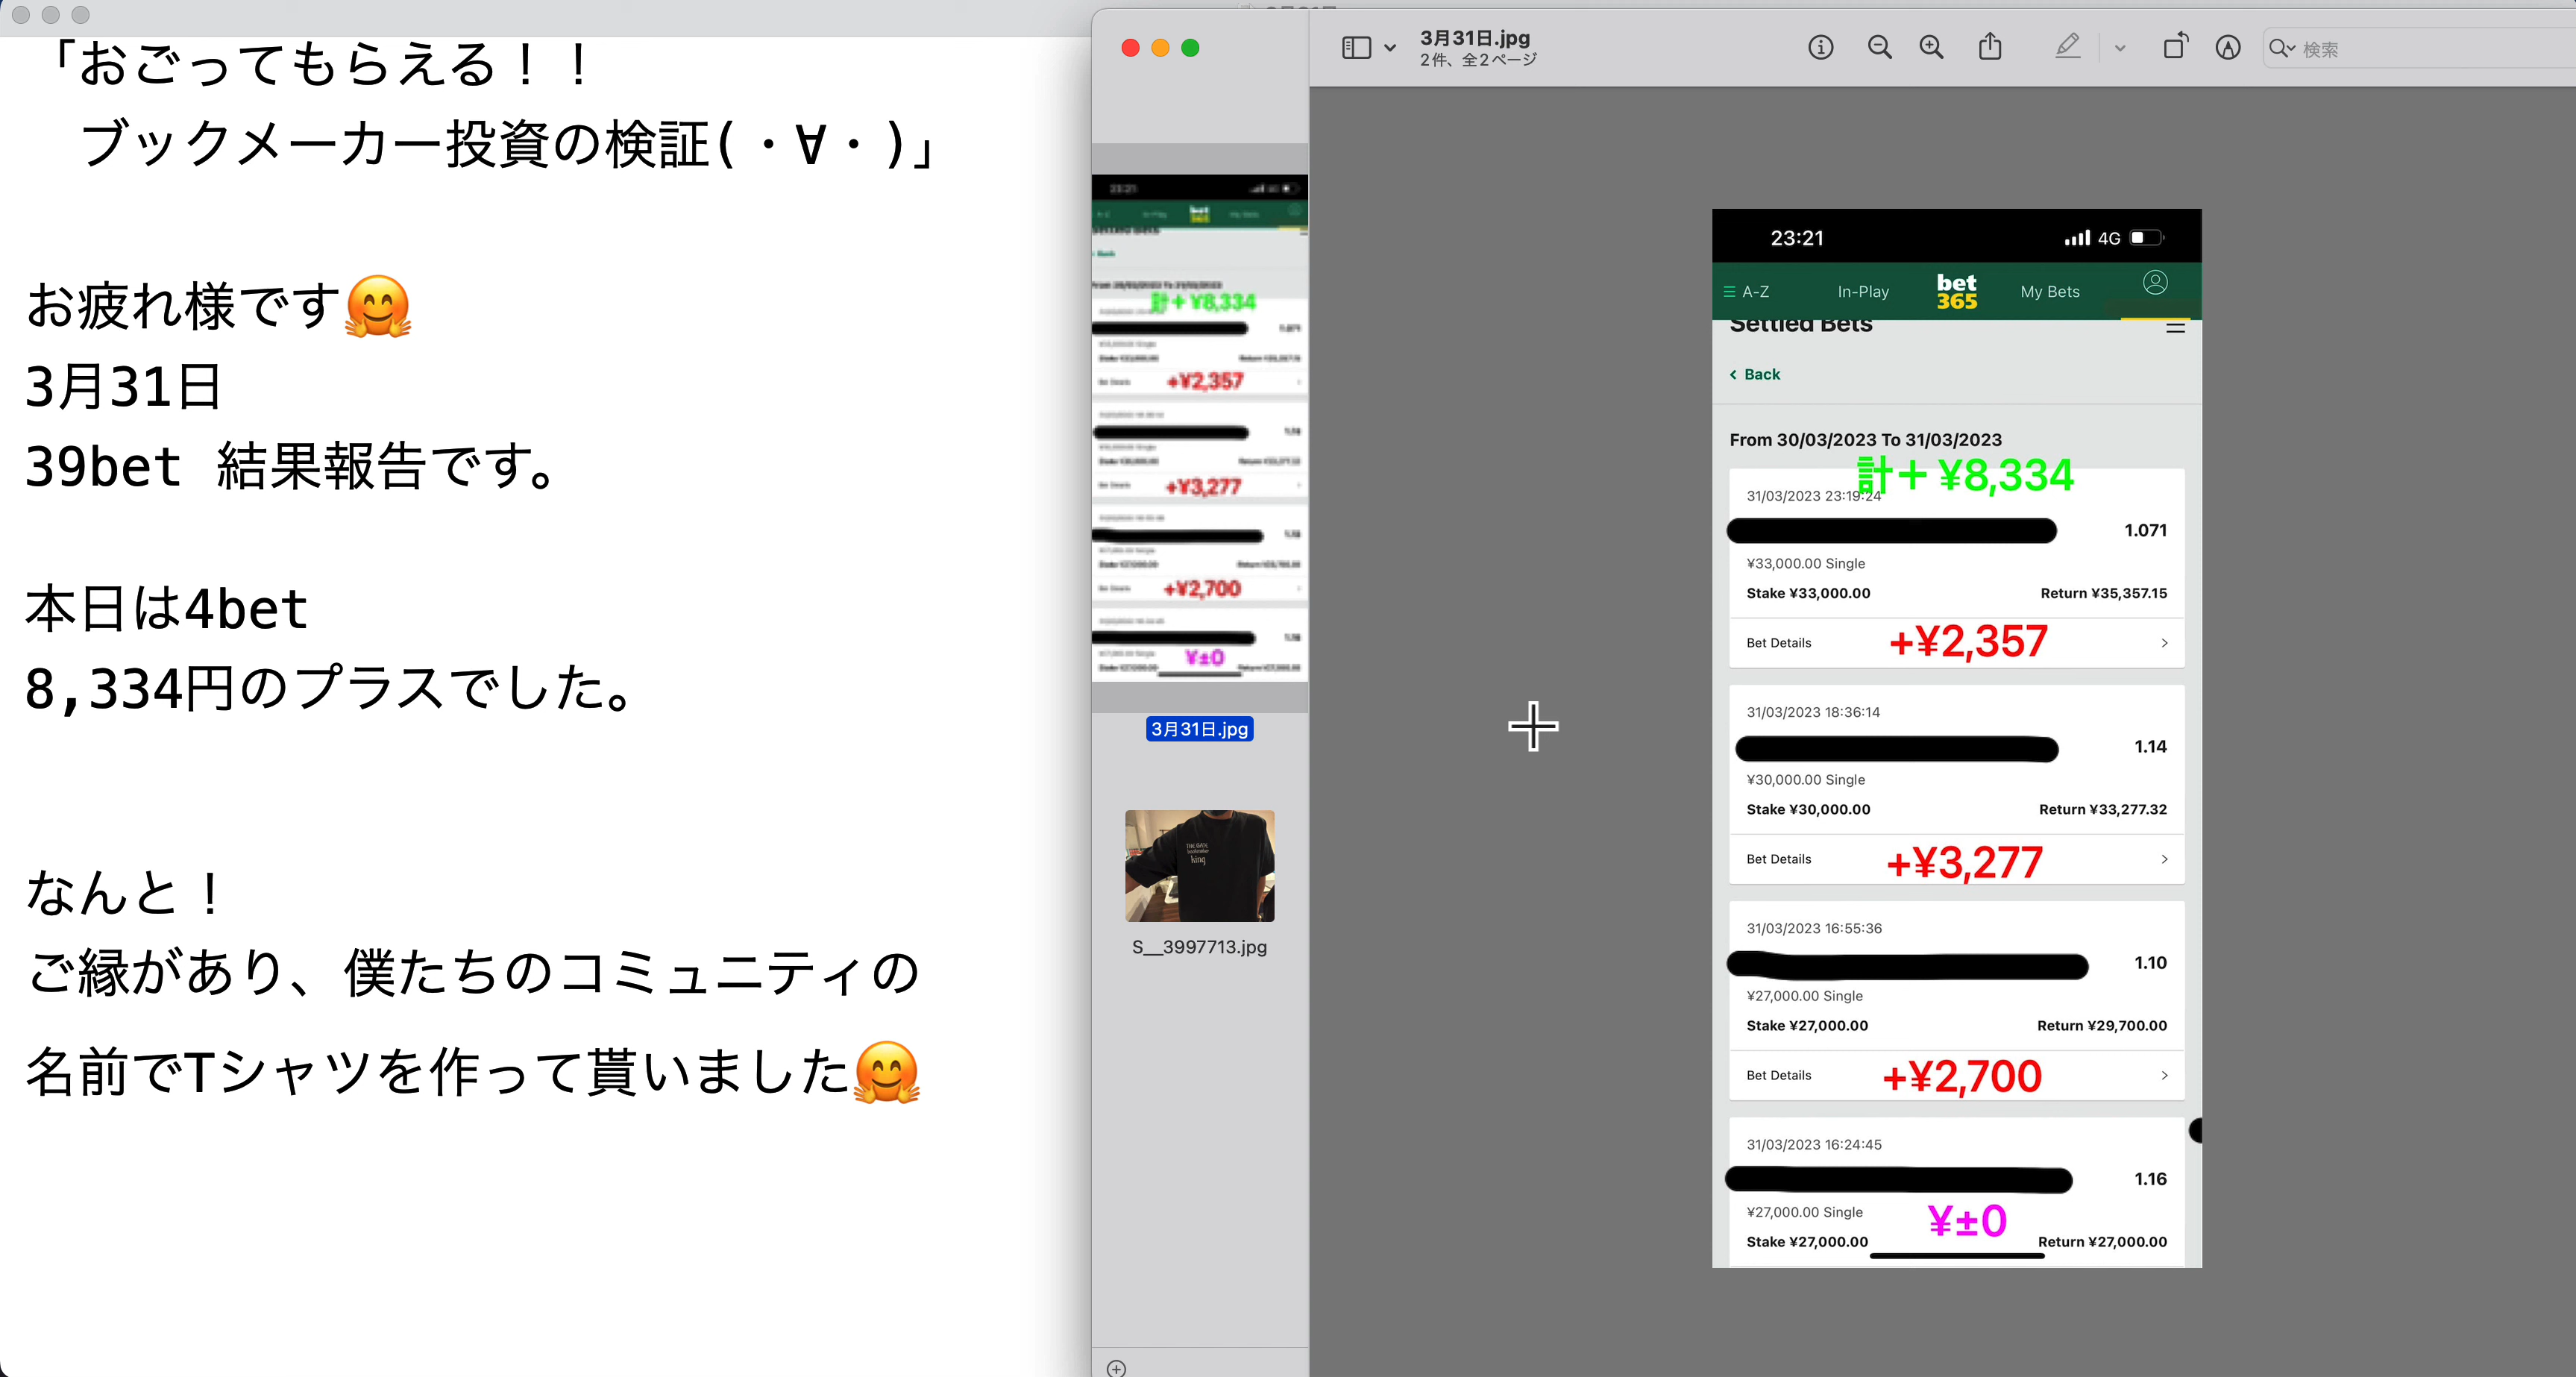 「おごってもらえる！！
ブックメーカー投資の検証(・∀・)」
お疲れ様です🤗
3月31日
39bet 結果報告です。
本日は4bet
8,334円のプラスでした。
なんと！
ご縁があり、僕たちのコミュニティの
名前でTシャツを作って貰いました🤗
計+¥8,334
+¥2,357
+¥3,277
+¥2,700
¥±0
3月31日.jpg
S__3997713.jpg
3月31日.jpg
2件、全2ページ
検索
23:21 4G
A-Z In-Play bet365 My Bets
Settled Bets
Back
From 30/03/2023 To 31/03/2023
計+ ¥8,334
31/03/2023 23:19:24
1.071
¥33,000.00 Single
Stake ¥33,000.00 Return ¥35,357.15
Bet Details +¥2,357
31/03/2023 18:36:14
1.14
¥30,000.00 Single
Stake ¥30,000.00 Return ¥33,277.32
Bet Details +¥3,277
31/03/2023 16:55:36
1.10
¥27,000.00 Single
Stake ¥27,000.00 Return ¥29,700.00
Bet Details +¥2,700
31/03/2023 16:24:45
1.16
¥27,000.00 Single
¥±0
Stake ¥27,000.00 Return ¥27,000.00